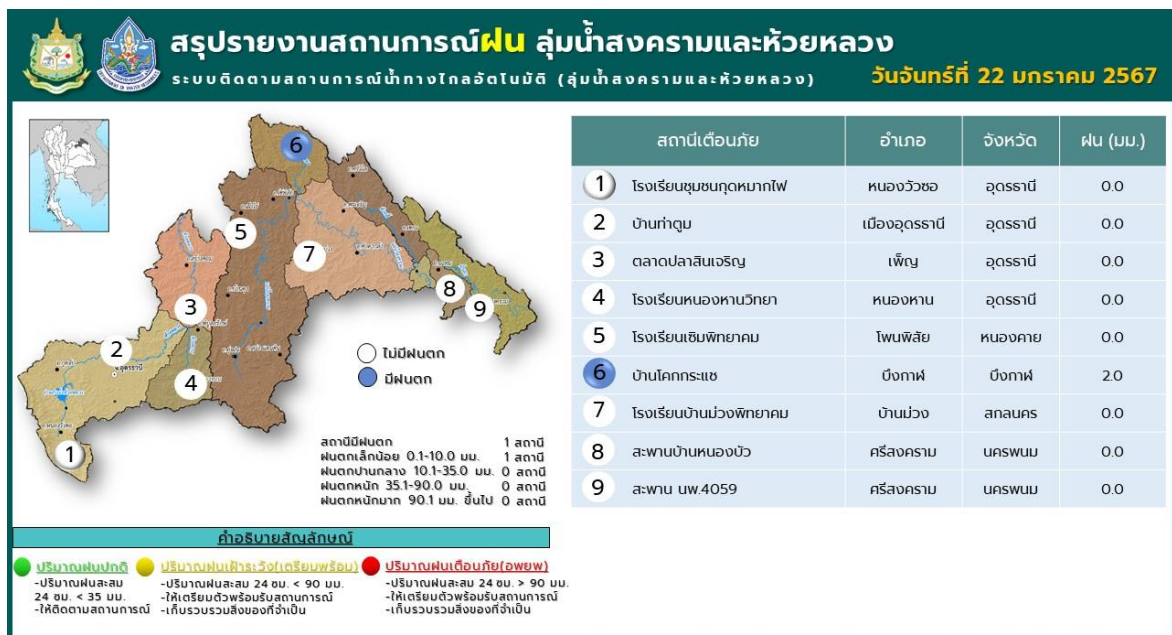 สรุปรายงานสถานการณ์ฝน ลุ่มน้ำสงครามและห้วยหลวง
ระบบติดตามสถานการณ์น้ำทางไกลอัตโนมัติ (ลุ่มน้ำสงครามและห้วยหลวง)
วันจันทร์ที่ 22 มกราคม 2567
6
5
7
3
8
9
2
4
1
ไม่มีฝนตก
มีฝนตก
สถานีมีฝนตก 1 สถานี
ฝนตกเล็กน้อย 0.1-10.0 มม. 1 สถานี
ฝนตกปานกลาง 10.1-35.0 มม. 0 สถานี
ฝนตกหนัก 35.1-90.0 มม. 0 สถานี
ฝนตกหนักมาก 90.1 มม. ขึ้นไป 0 สถานี
สถานีเตือนภัย อำเภอ จังหวัด ฝน (มม.)
1 โรงเรียนชุมชนกุดหมากไฟ หนองวัวซอ อุดรธานี 0.0
2 บ้านท่าตูม เมืองอุดรธานี อุดรธานี 0.0
3 ตลาดปลาสินเจริญ เพ็ญ อุดรธานี 0.0
4 โรงเรียนหนองหานวิทยา หนองหาน อุดรธานี 0.0
5 โรงเรียนเซิมพิทยาคม โพนพิสัย หนองคาย 0.0
6 บ้านโคกกระแซ บึงกาฬ บึงกาฬ 2.0
7 โรงเรียนบ้านม่วงพิทยาคม บ้านม่วง สกลนคร 0.0
8 สะพานบ้านหนองบัว ศรีสงคราม นครพนม 0.0
9 สะพาน นพ.4059 ศรีสงคราม นครพนม 0.0
คำอธิบายสัญลักษณ์
ปริมาณฝนปกติ
-ปริมาณฝนสะสม
24 ชม. < 35 มม.
-ให้ติดตามสถานการณ์
ปริมาณฝนเฝ้าระวัง(เตรียมพร้อม)
-ปริมาณฝนสะสม 24 ชม. < 90 มม.
-ให้เตรียมตัวพร้อมรับสถานการณ์
-เก็บรวบรวมสิ่งของที่จำเป็น
ปริมาณฝนเตือนภัย(อพยพ)
-ปริมาณฝนสะสม 24 ชม. > 90 มม.
-ให้เตรียมตัวพร้อมรับสถานการณ์
-เก็บรวบรวมสิ่งของที่จำเป็น